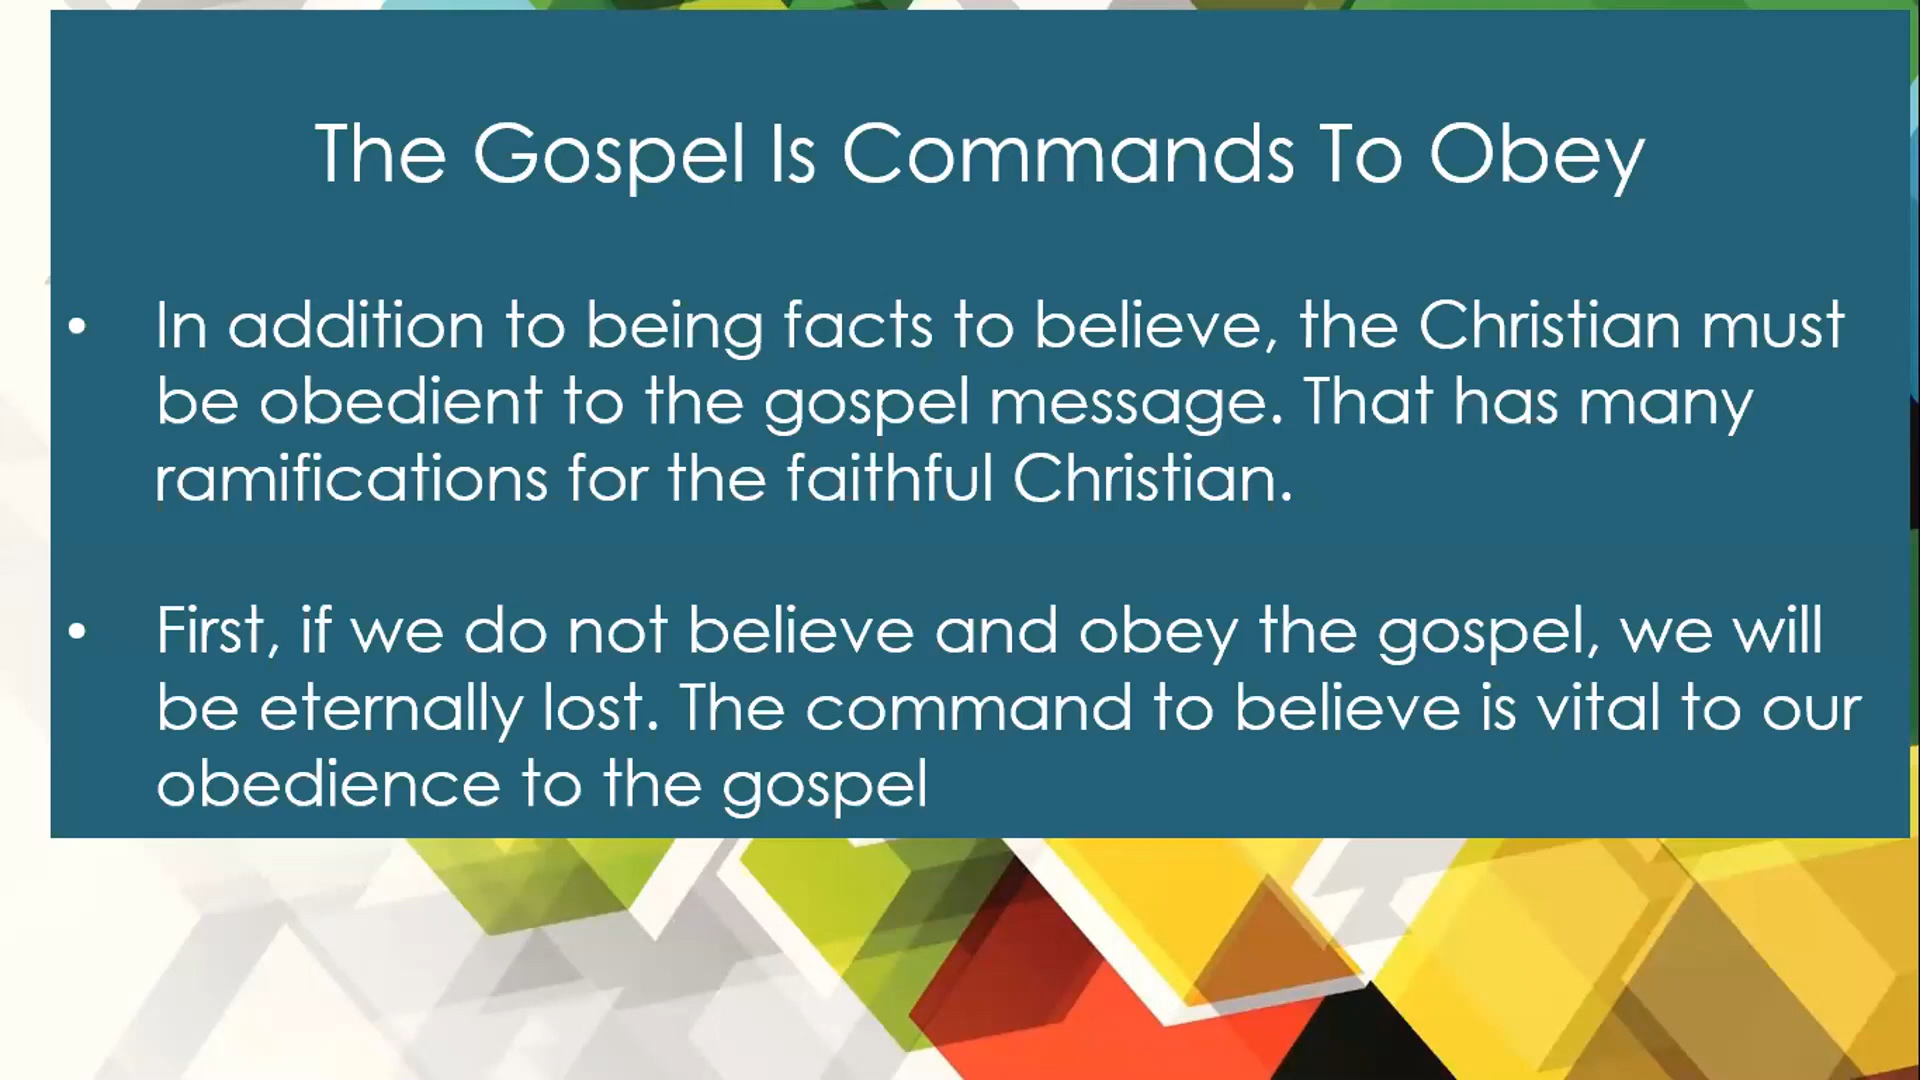 The Gospel Is Commands To Obey
• In addition to being facts to believe, the Christian must
be obedient to the gospel message. That has many
ramifications for the faithful Christian.
• First, if we do not believe and obey the gospel, we will
be eternally lost. The command to believe is vital to our
obedience to the gospel